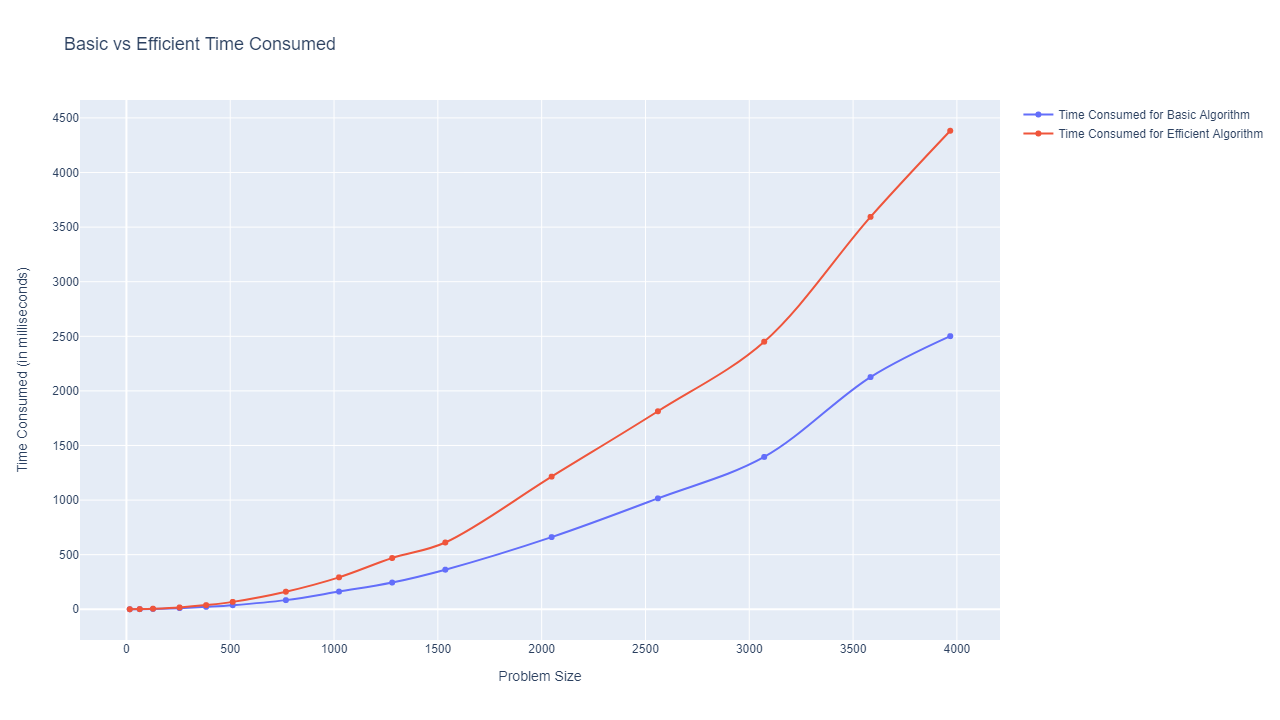 Basic vs Efficient Time Consumed
Time Consumed for Basic Algorithm
Time Consumed for Efficient Algorithm
Time Consumed (in milliseconds)
4500
4000
3500
3000
2500
2000
1500
1000
500
0
0 500 1000 1500 2000 2500 3000 3500 4000
Problem Size